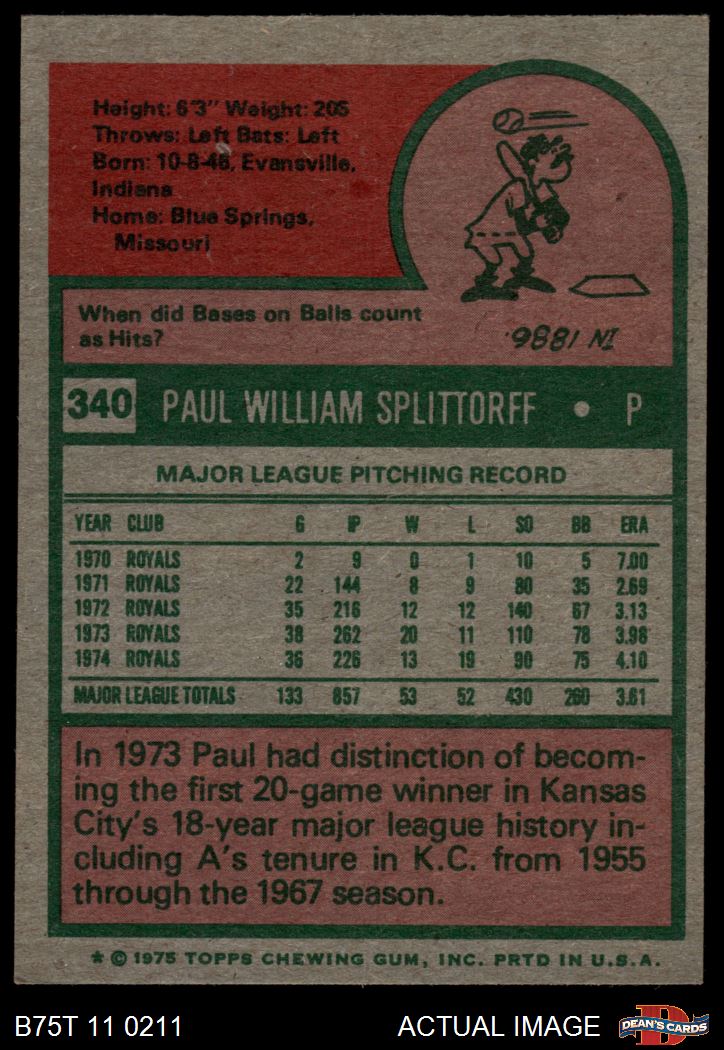 Height: 6'3" Weight: 205
Throws: Left Bats: Left
Born: 10-8-46, Evansville,
Indiana
Home: Blue Springs,
Missouri
When did Bases on Balls count
as Hits?
IN 1886.
340 PAUL WILLIAM SPLITTORFF • P
MAJOR LEAGUE PITCHING RECORD
YEAR CLUB G IP W L SO BB ERA
1970 ROYALS 2 9 0 1 10 5 7.00
1971 ROYALS 22 144 8 9 80 35 2.69
1972 ROYALS 35 216 12 12 140 67 3.13
1973 ROYALS 38 262 20 11 110 78 3.98
1974 ROYALS 36 226 13 19 90 75 4.10
MAJOR LEAGUE TOTALS 133 857 53 52 430 260 3.61
In 1973 Paul had distinction of becom-
ing the first 20-game winner in Kansas
City's 18-year major league history in-
cluding A's tenure in K.C. from 1955
through the 1967 season.
* © 1975 TOPPS CHEWING GUM, INC. PRTD IN U.S.A.
B75T 11 0211 ACTUAL IMAGE D DEAN'S CARDS